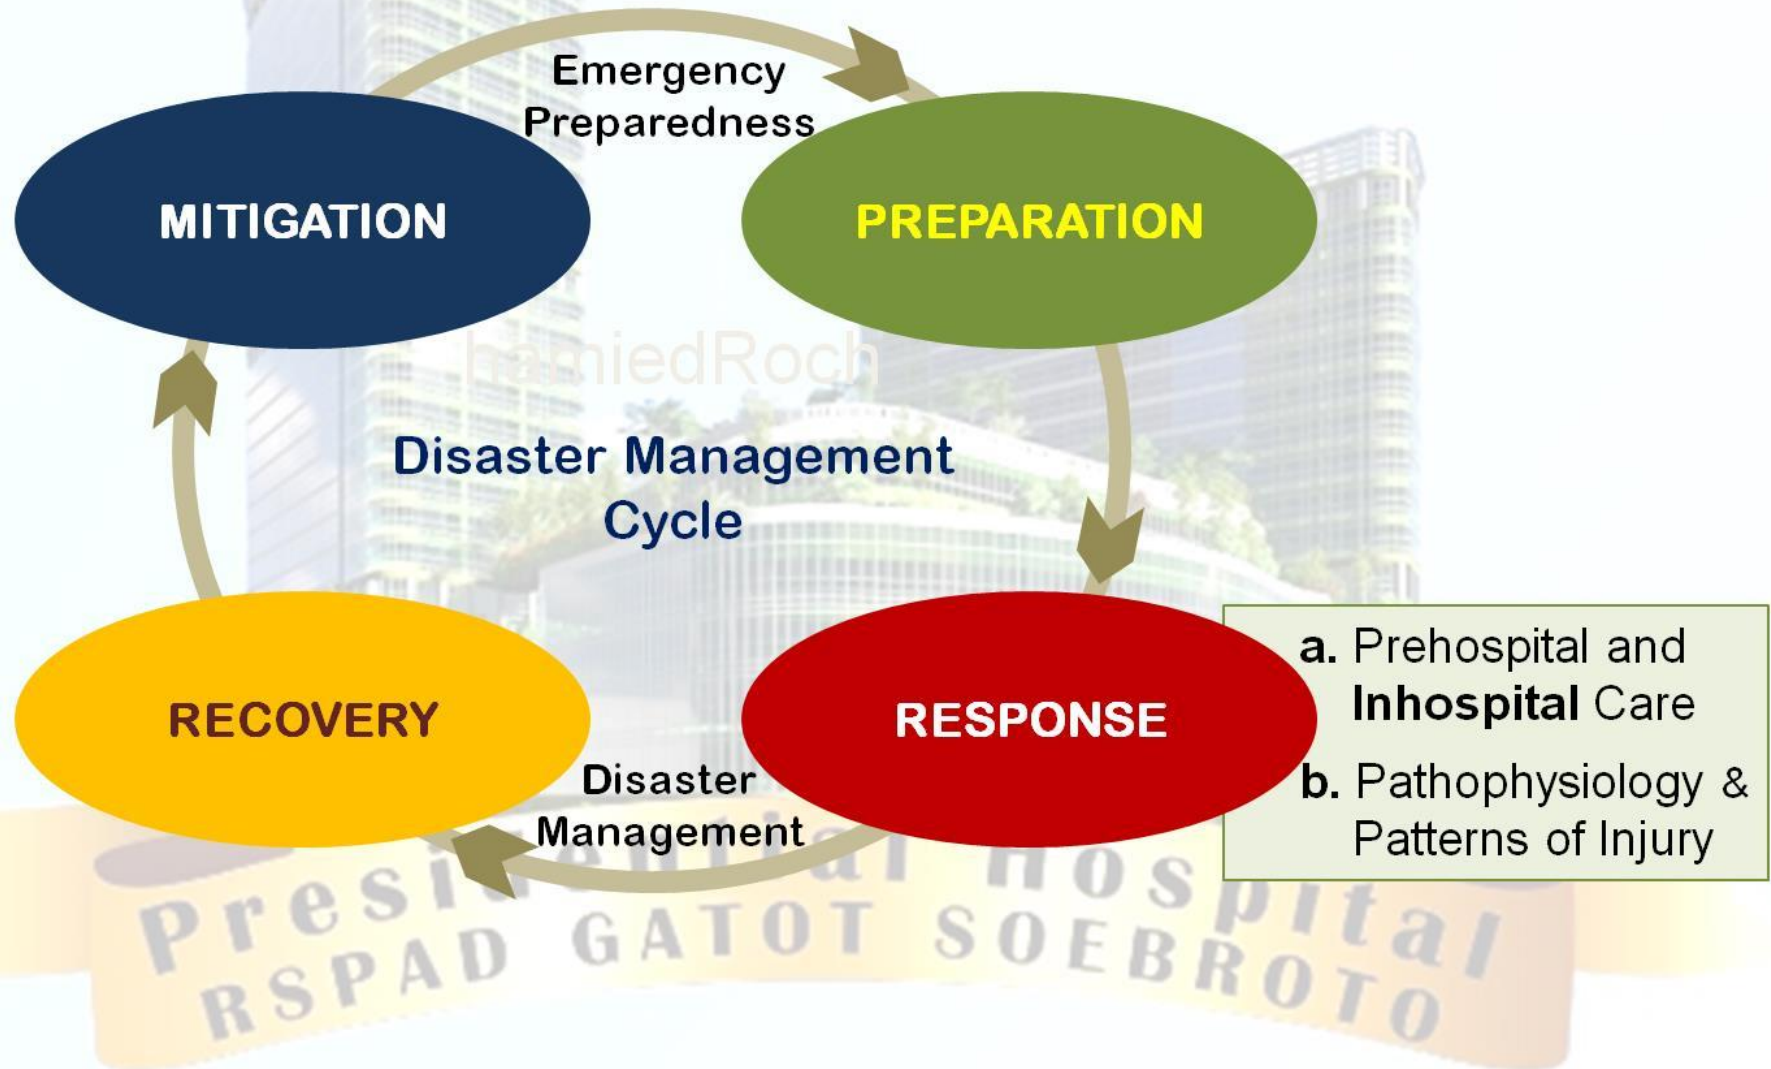 Emergency
Preparedness
MITIGATION
PREPARATION
hamiedRoch
Disaster Management
Cycle
RECOVERY
RESPONSE
a. Prehospital and
Inhospital Care
b. Pathophysiology &
Patterns of Injury
Disaster
Management
Presidential Hospital
RSPAD GATOT SOEBROTO